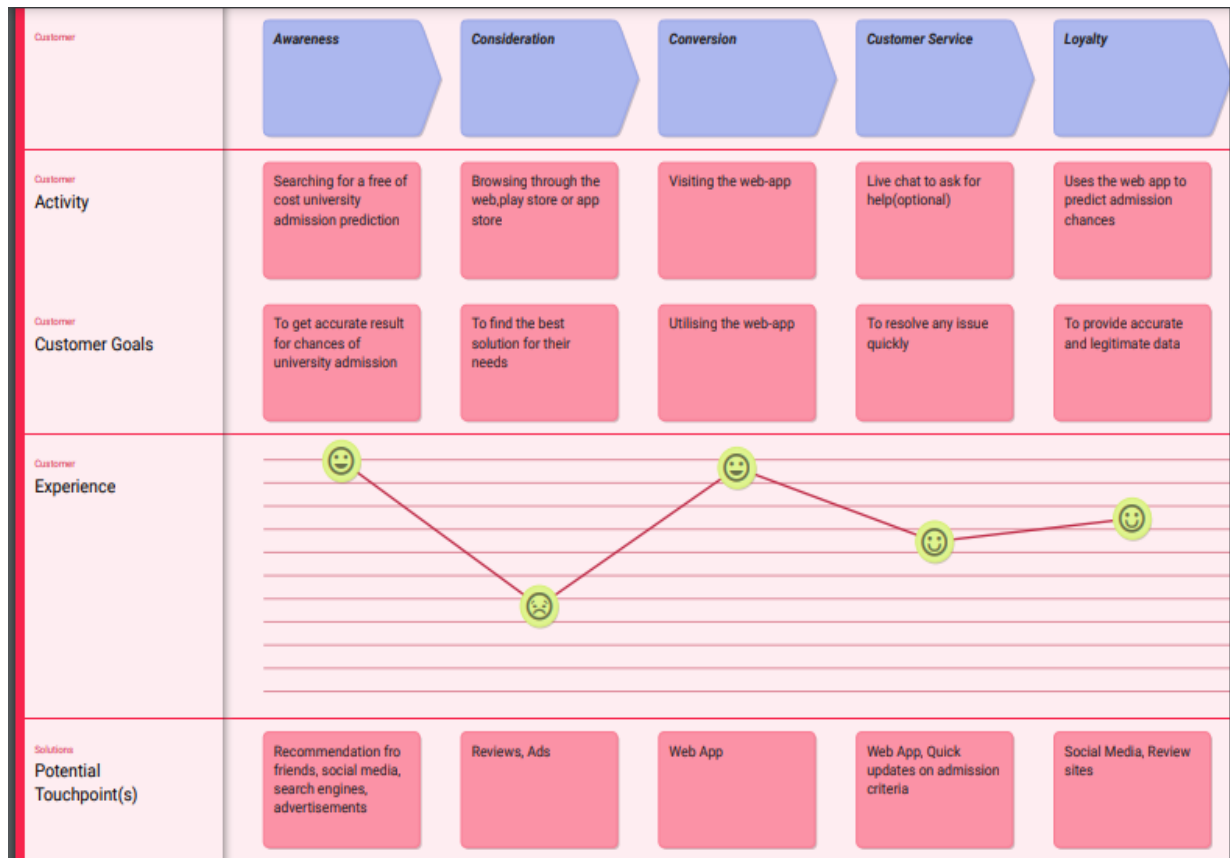 Customer
Awareness
Consideration
Conversion
Customer Service
Loyalty
Customer
Activity
Searching for a free of
cost university
admission prediction
Browsing through the
web,play store or app
store
Visiting the web-app
Live chat to ask for
help(optional)
Uses the web app to
predict admission
chances
Customer
Customer Goals
To get accurate result
for chances of
university admission
To find the best
solution for their
needs
Utilising the web-app
To resolve any issue
quickly
To provide accurate
and legitimate data
Customer
Experience
Solutions
Potential
Touchpoint(s)
Recommendation fro
friends, social media,
search engines,
advertisements
Reviews, Ads
Web App
Web App, Quick
updates on admission
criteria
Social Media, Review
sites